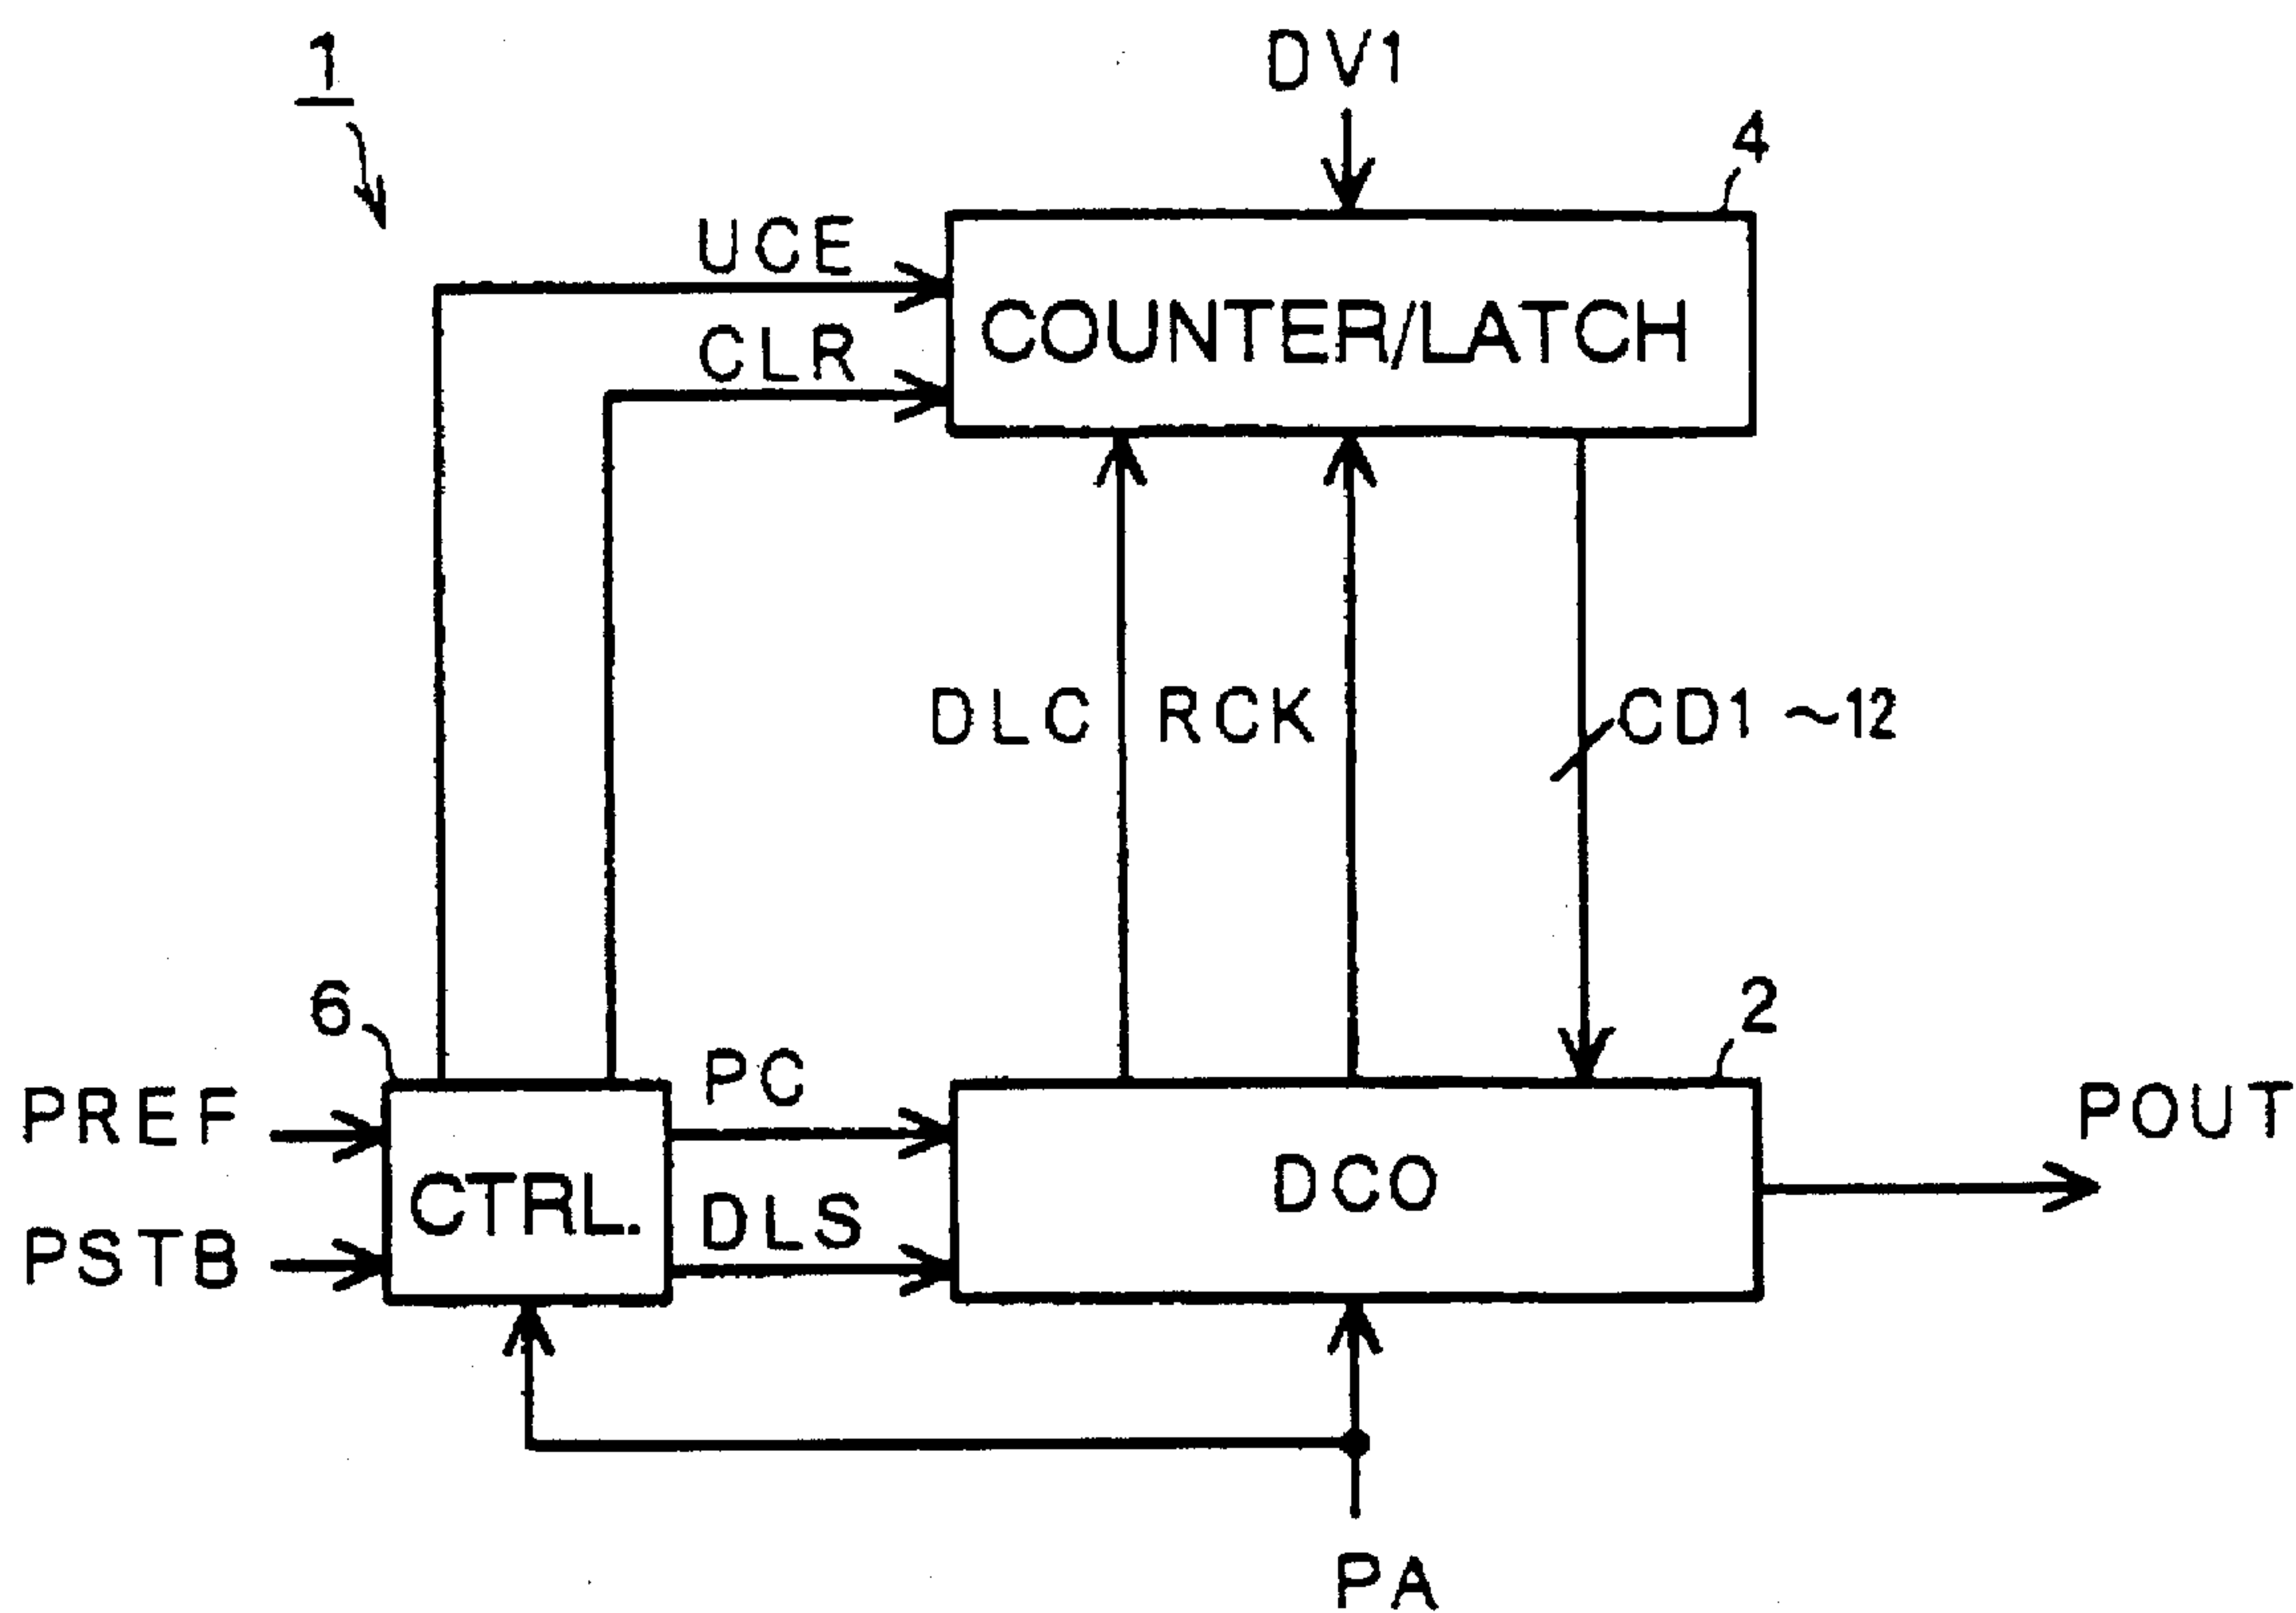 1
DV1
4
UCE
COUNTER/LATCH
CLR
DLC
RCK
CD1~12
6
2
PREF
PC
POUT
CTRL.
DCO
DLS
PSTB
PA